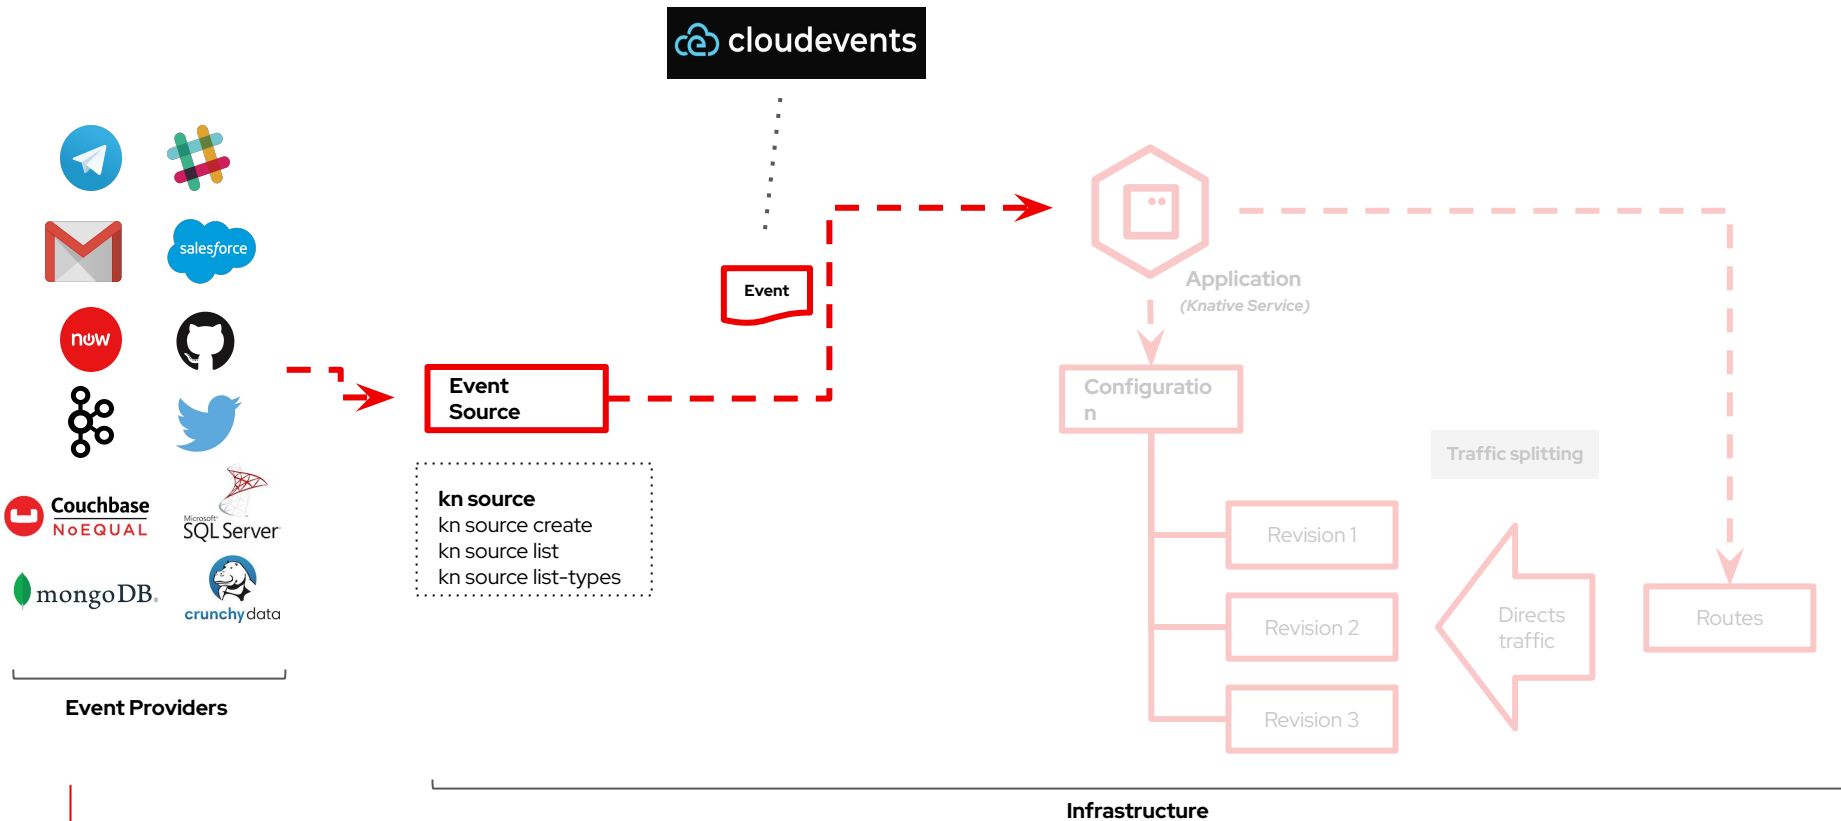 cloudevents
salesforce
now
Couchbase
NoEQUAL
Microsoft®
SQL Server
mongoDB®
crunchydata
Event Providers
Event
Source
kn source
kn source create
kn source list
kn source list-types
Event
Application
(Knative Service)
Configuratio
n
Traffic splitting
Revision 1
Revision 2
Revision 3
Directs
traffic
Routes
Infrastructure